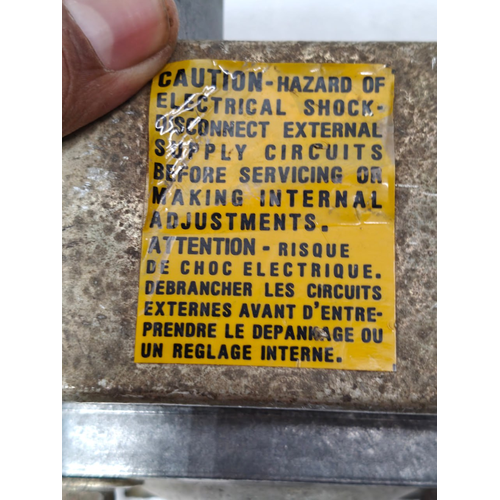 CAUTION-HAZARD OF
ELECTRICAL SHOCK-
DISCONNECT EXTERNAL
SUPPLY CIRCUITS
BEFORE SERVICING OR
MAKING INTERNAL
ADJUSTMENTS.
ATTENTION - RISQUE
DE CHOC ELECTRIQUE.
DEBRANCHER LES CIRCUITS
EXTERNES AVANT D'ENTRE-
PRENDRE LE DEPANNAGE OU
UN REGLAGE INTERNE.